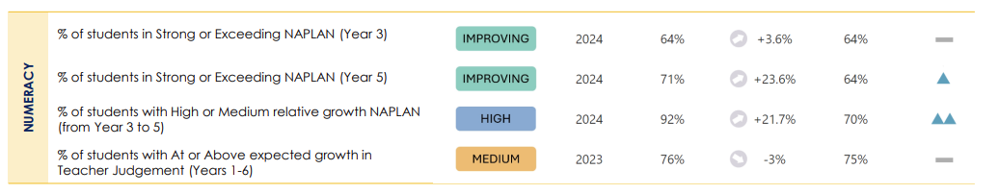 NUMERACY
% of students in Strong or Exceeding NAPLAN (Year 3) IMPROVING 2024 64% +3.6% 64%
% of students in Strong or Exceeding NAPLAN (Year 5) IMPROVING 2024 71% +23.6% 64%
% of students with High or Medium relative growth NAPLAN
(from Year 3 to 5) HIGH 2024 92% +21.7% 70%
% of students with At or Above expected growth in
Teacher Judgement (Years 1-6) MEDIUM 2023 76% -3% 75%